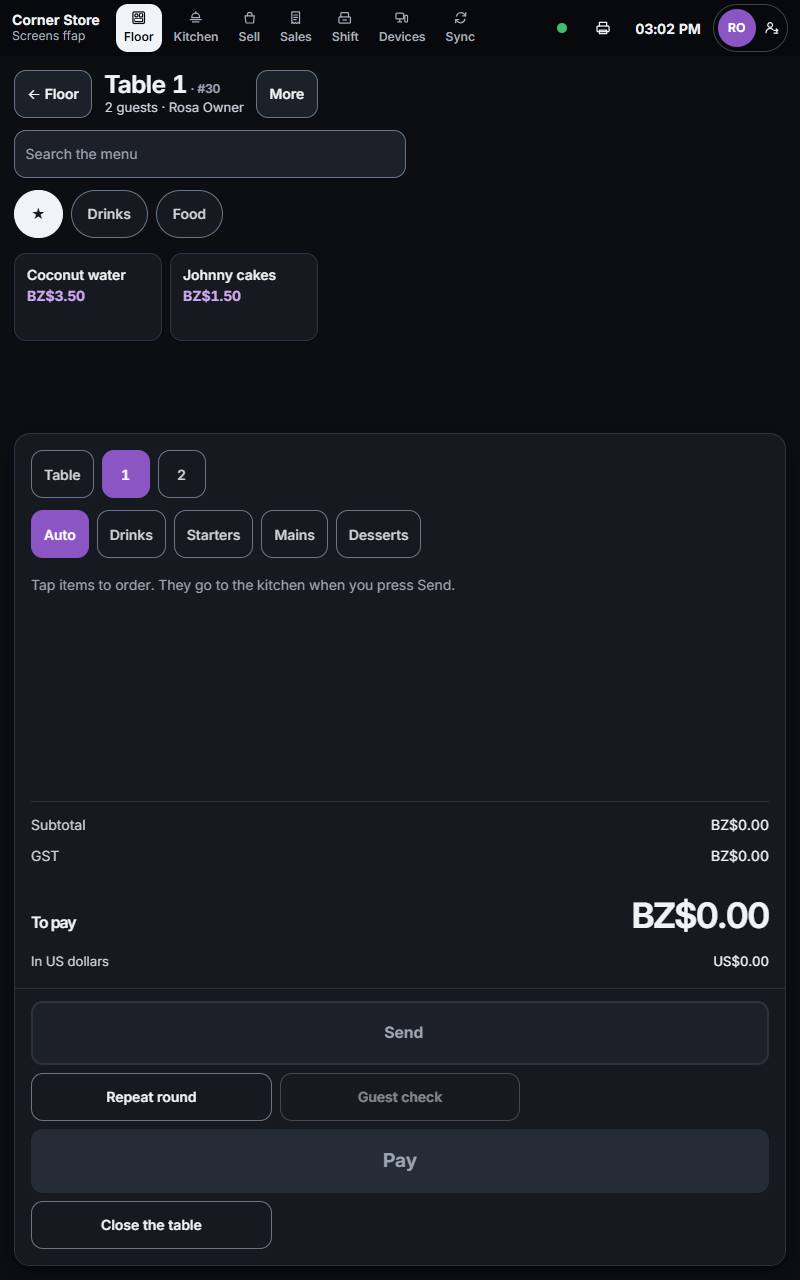 Corner Store
Screens ffap
Floor
Kitchen
Sell
Sales
Shift
Devices
Sync
03:02 PM
RO
← Floor
Table 1 · #30
2 guests · Rosa Owner
More
Search the menu
★
Drinks
Food
Coconut water
BZ$3.50
Johnny cakes
BZ$1.50
Table
1
2
Auto
Drinks
Starters
Mains
Desserts
Tap items to order. They go to the kitchen when you press Send.
Subtotal
BZ$0.00
GST
BZ$0.00
To pay
BZ$0.00
In US dollars
US$0.00
Send
Repeat round
Guest check
Pay
Close the table